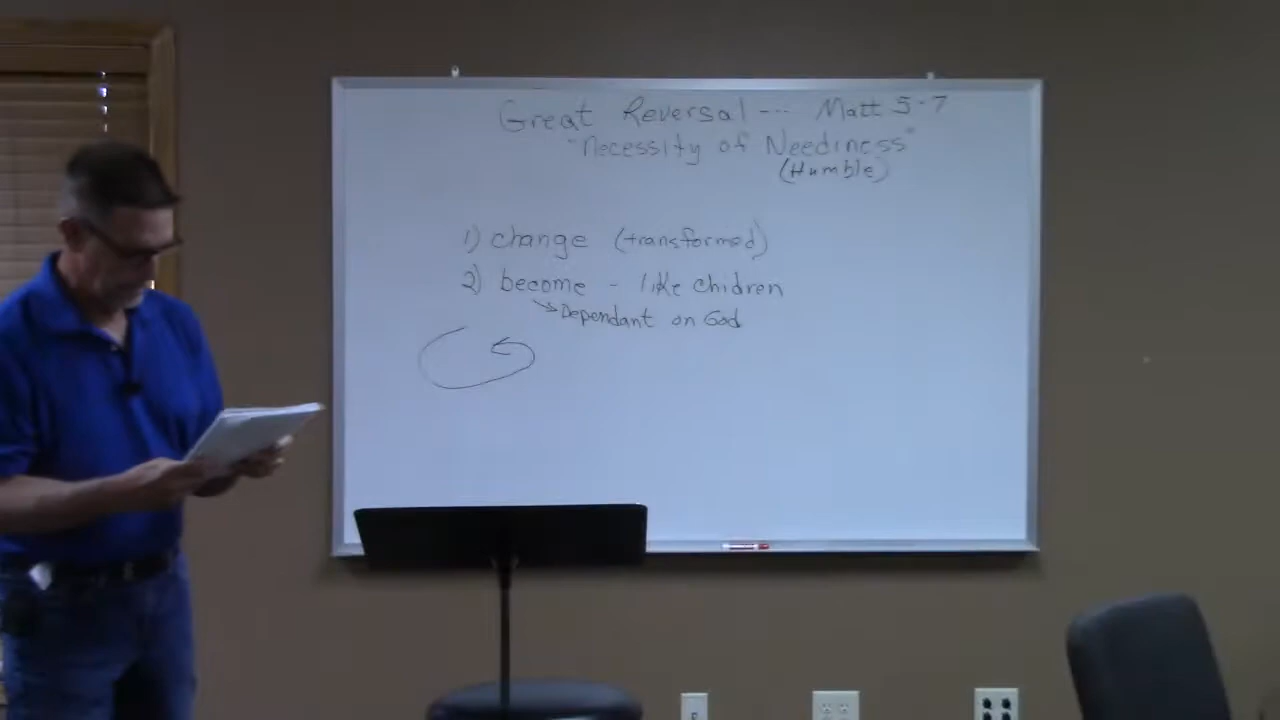 Great Reversal --- Matt 5-7
"Necessity of Neediness"
(Humble)
1) change (transformed)
2) become - like chidren
Dependant on God